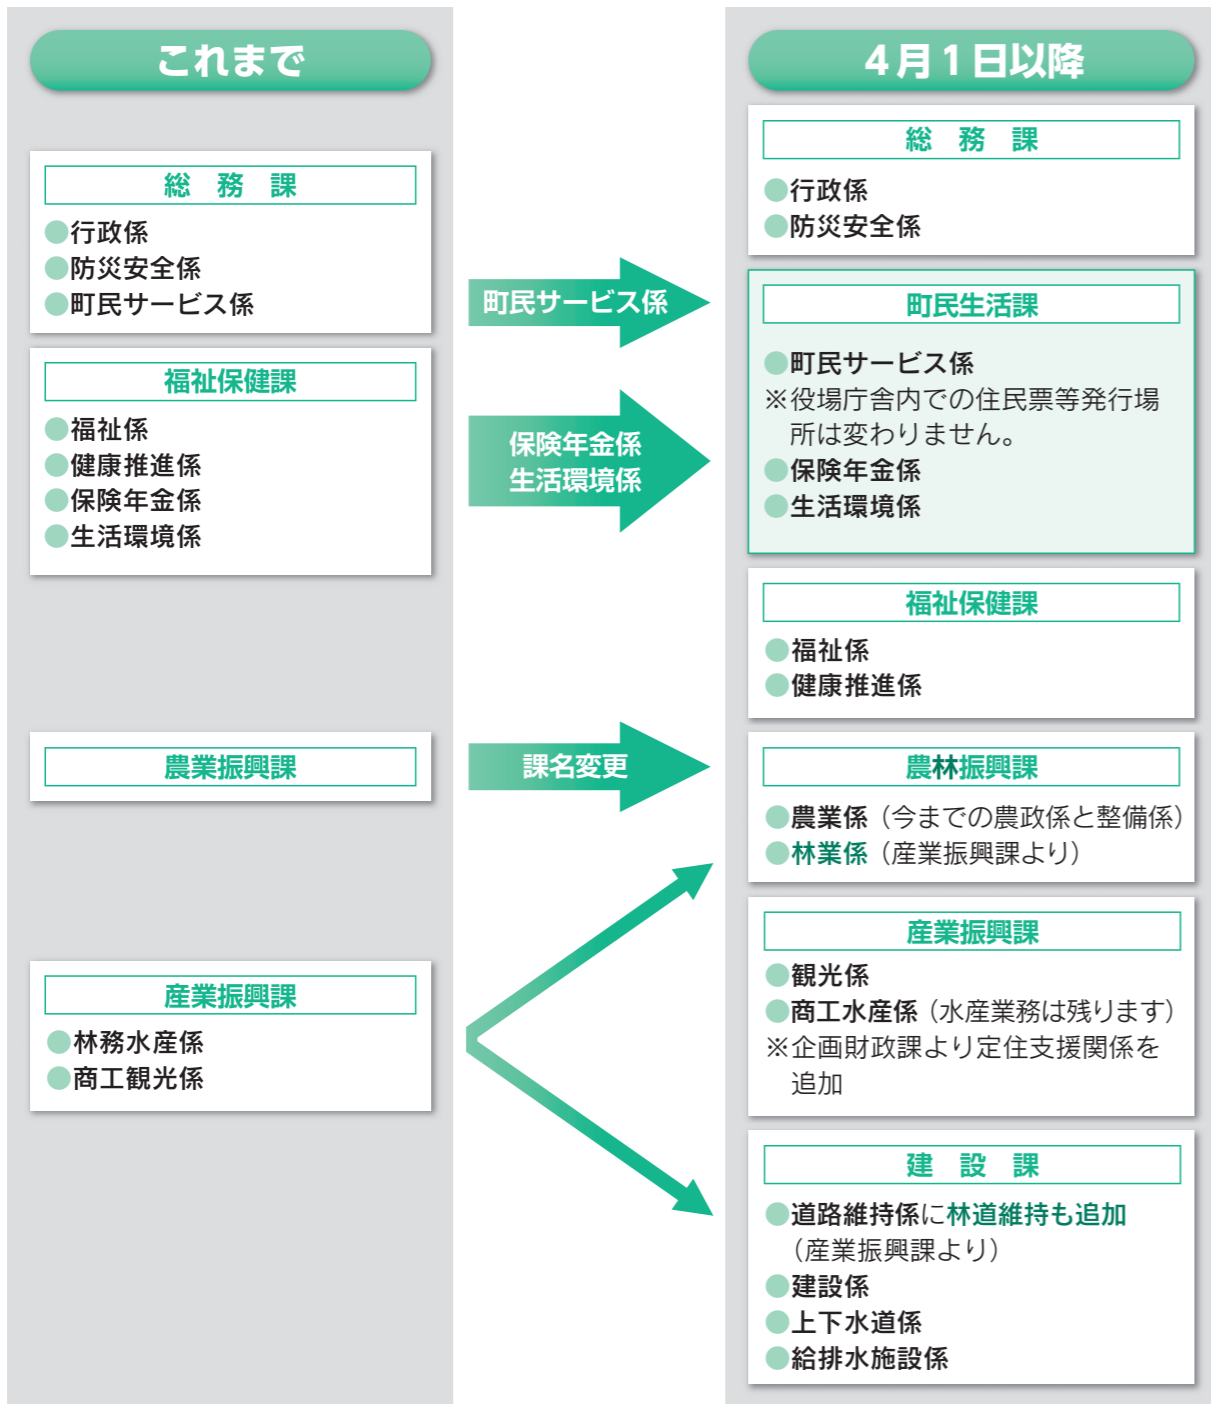 これまで
総務課
●行政係
●防災安全係
●町民サービス係
福祉保健課
●福祉係
●健康推進係
●保険年金係
●生活環境係
農業振興課
産業振興課
●林務水産係
●商工観光係
町民サービス係
保険年金係
生活環境係
課名変更
4月1日以降
総務課
●行政係
●防災安全係
町民生活課
●町民サービス係
※役場庁舎内での住民票等発行場
所は変わりません。
●保険年金係
●生活環境係
福祉保健課
●福祉係
●健康推進係
農林振興課
●農業係（今までの農政係と整備係）
●林業係（産業振興課より）
産業振興課
●観光係
●商工水産係（水産業務は残ります）
※企画財政課より定住支援関係を
追加
建設課
●道路維持係に林道維持も追加
（産業振興課より）
●建設係
●上下水道係
●給排水施設係